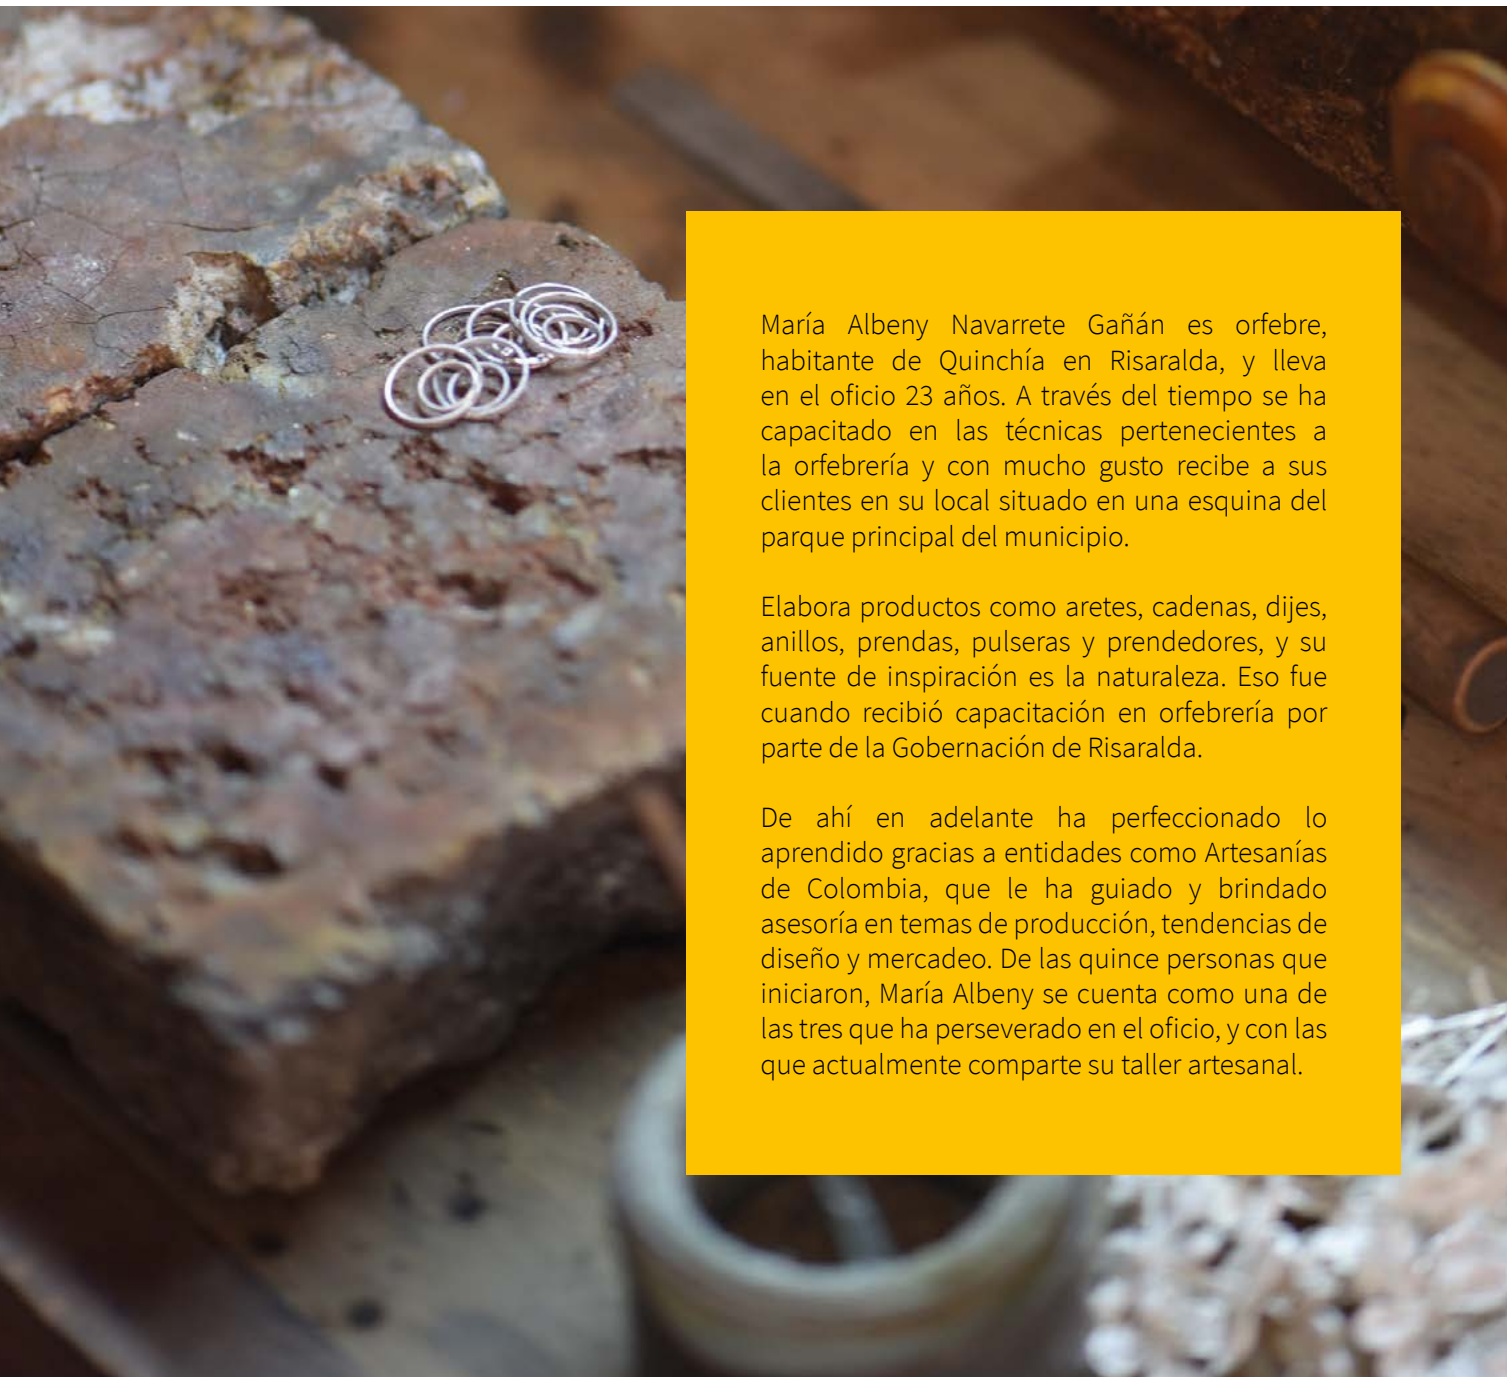 María Albeny Navarrete Gañán es orfebre,
habitante de Quinchía en Risaralda, y lleva
en el oficio 23 años. A través del tiempo se ha
capacitado en las técnicas pertenecientes a
la orfebrería y con mucho gusto recibe a sus
clientes en su local situado en una esquina del
parque principal del municipio.
Elabora productos como aretes, cadenas, dijes,
anillos, prendas, pulseras y prendedores, y su
fuente de inspiración es la naturaleza. Eso fue
cuando recibió capacitación en orfebrería por
parte de la Gobernación de Risaralda.
De ahí en adelante ha perfeccionado lo
aprendido gracias a entidades como Artesanías
de Colombia, que le ha guiado y brindado
asesoría en temas de producción, tendencias de
diseño y mercadeo. De las quince personas que
iniciaron, María Albeny se cuenta como una de
las tres que ha perseverado en el oficio, y con las
que actualmente comparte su taller artesanal.